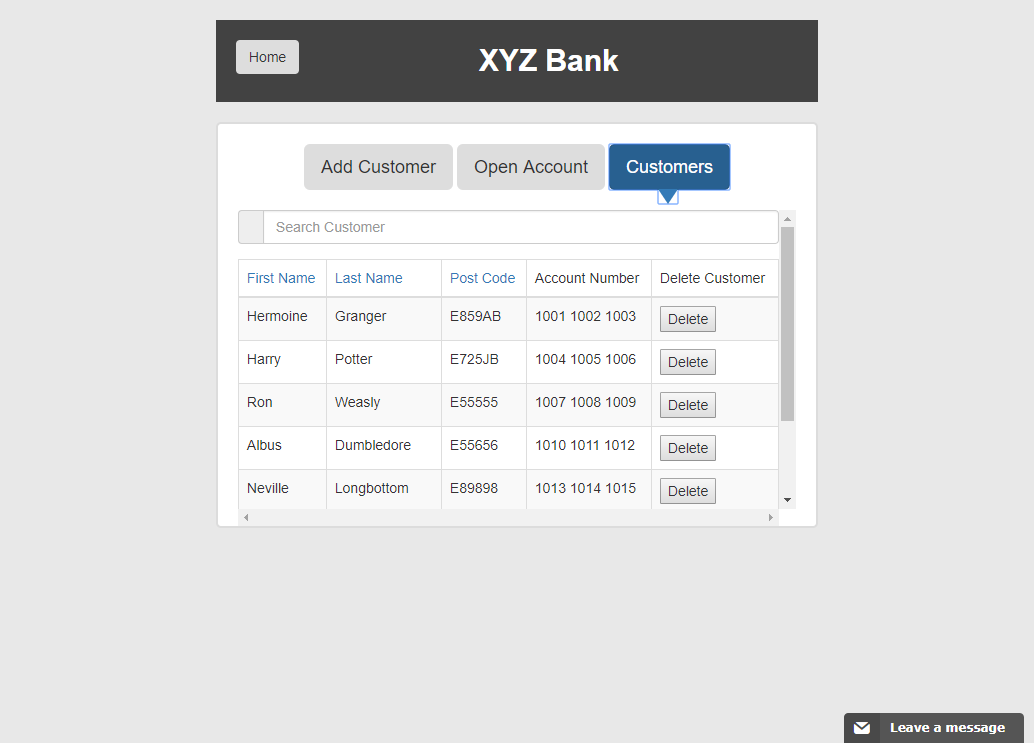 Home
XYZ Bank
Add Customer
Open Account
Customers
Search Customer
First Name Last Name Post Code Account Number Delete Customer
Hermoine Granger E859AB 1001 1002 1003 Delete
Harry Potter E725JB 1004 1005 1006 Delete
Ron Weasly E55555 1007 1008 1009 Delete
Albus Dumbledore E55656 1010 1011 1012 Delete
Neville Longbottom E89898 1013 1014 1015 Delete
Leave a message